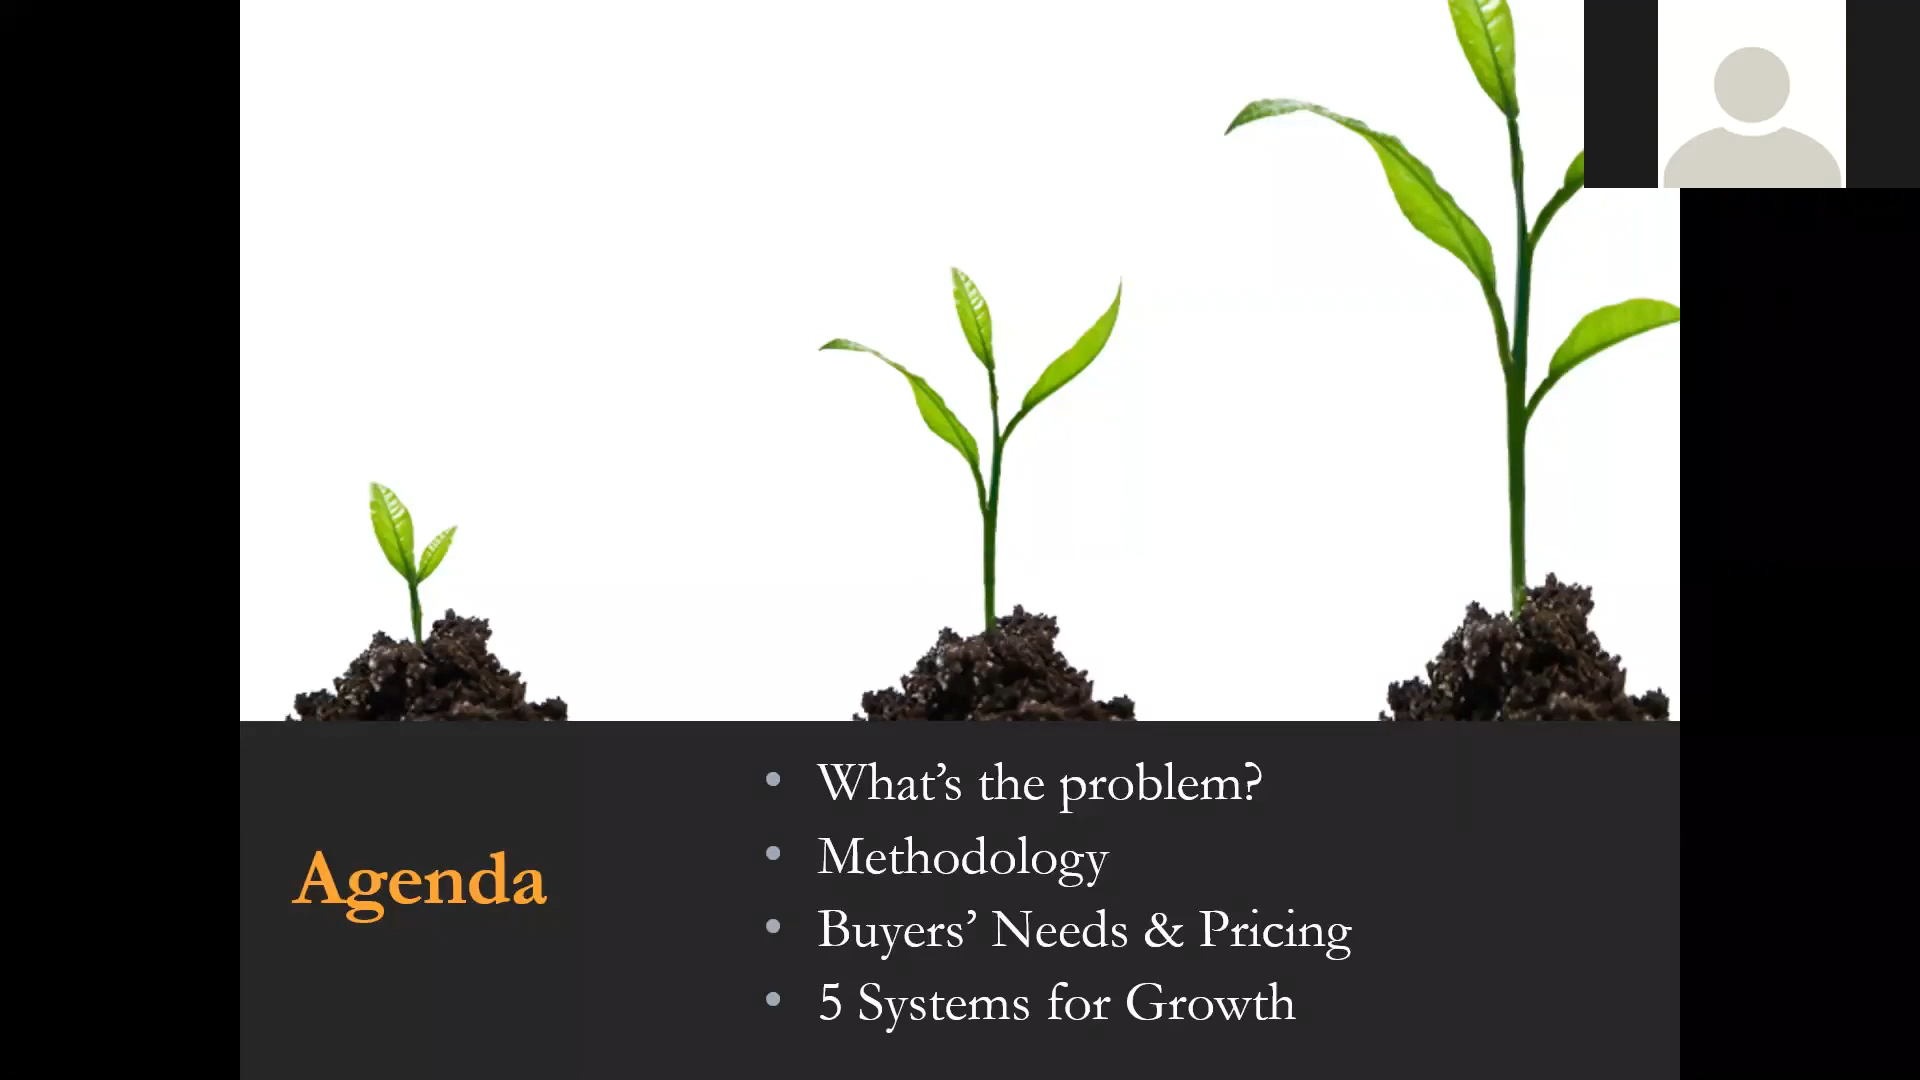 Agenda
What’s the problem?
Methodology
Buyers’ Needs & Pricing
5 Systems for Growth